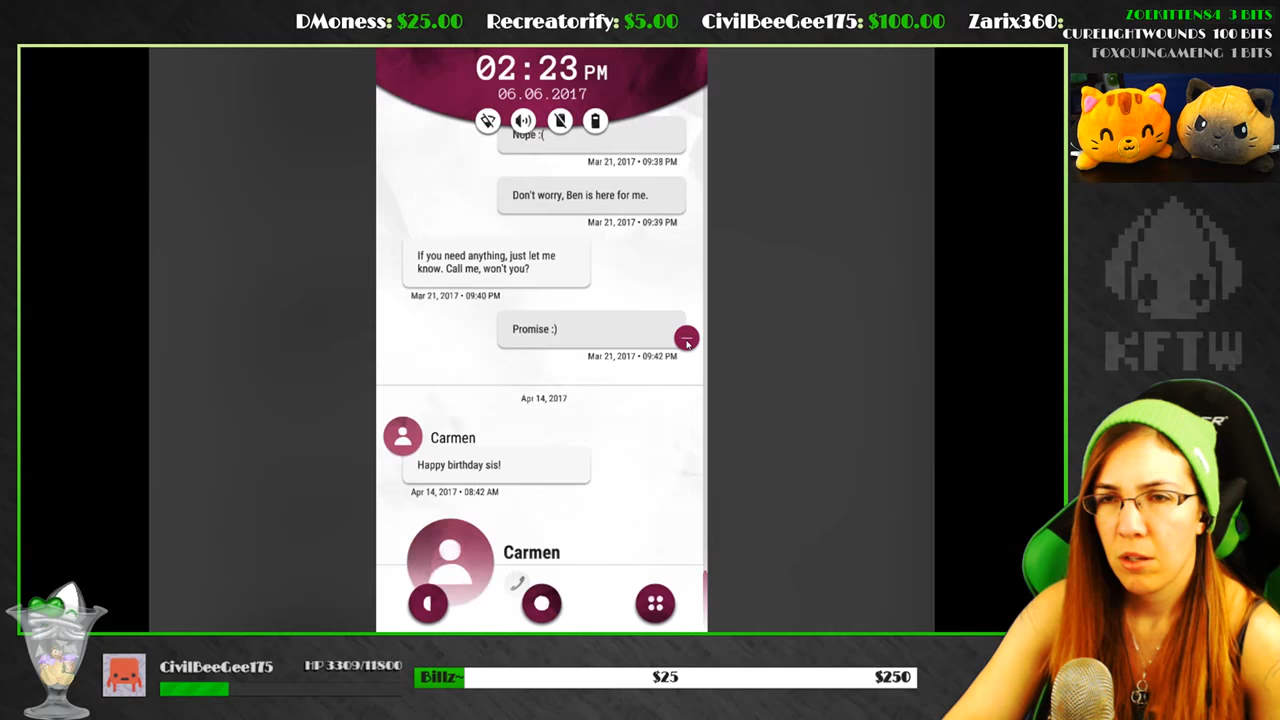 DMoness: $25.00 Recreatorify: $5.00 CivilBeeGee175: $100.00 Zarix360:
ZOEKITTENS4 3 BITS
CURELIGHTWOUNDS 100 BITS
FOXQUINGAMEING 1 BITS
02:23 PM
06.06.2017
Nope :(
Mar 21, 2017 • 09:38 PM
Don't worry, Ben is here for me.
Mar 21, 2017 • 09:39 PM
If you need anything, just let me
know. Call me, won't you?
Mar 21, 2017 • 09:40 PM
Promise :)
Mar 21, 2017 • 09:42 PM
Apr 14, 2017
Carmen
Happy birthday sis!
Apr 14, 2017 • 08:42 AM
Carmen
KFTW
CivilBeeGee175 HP 3309/11800
Billz~ $25 $250